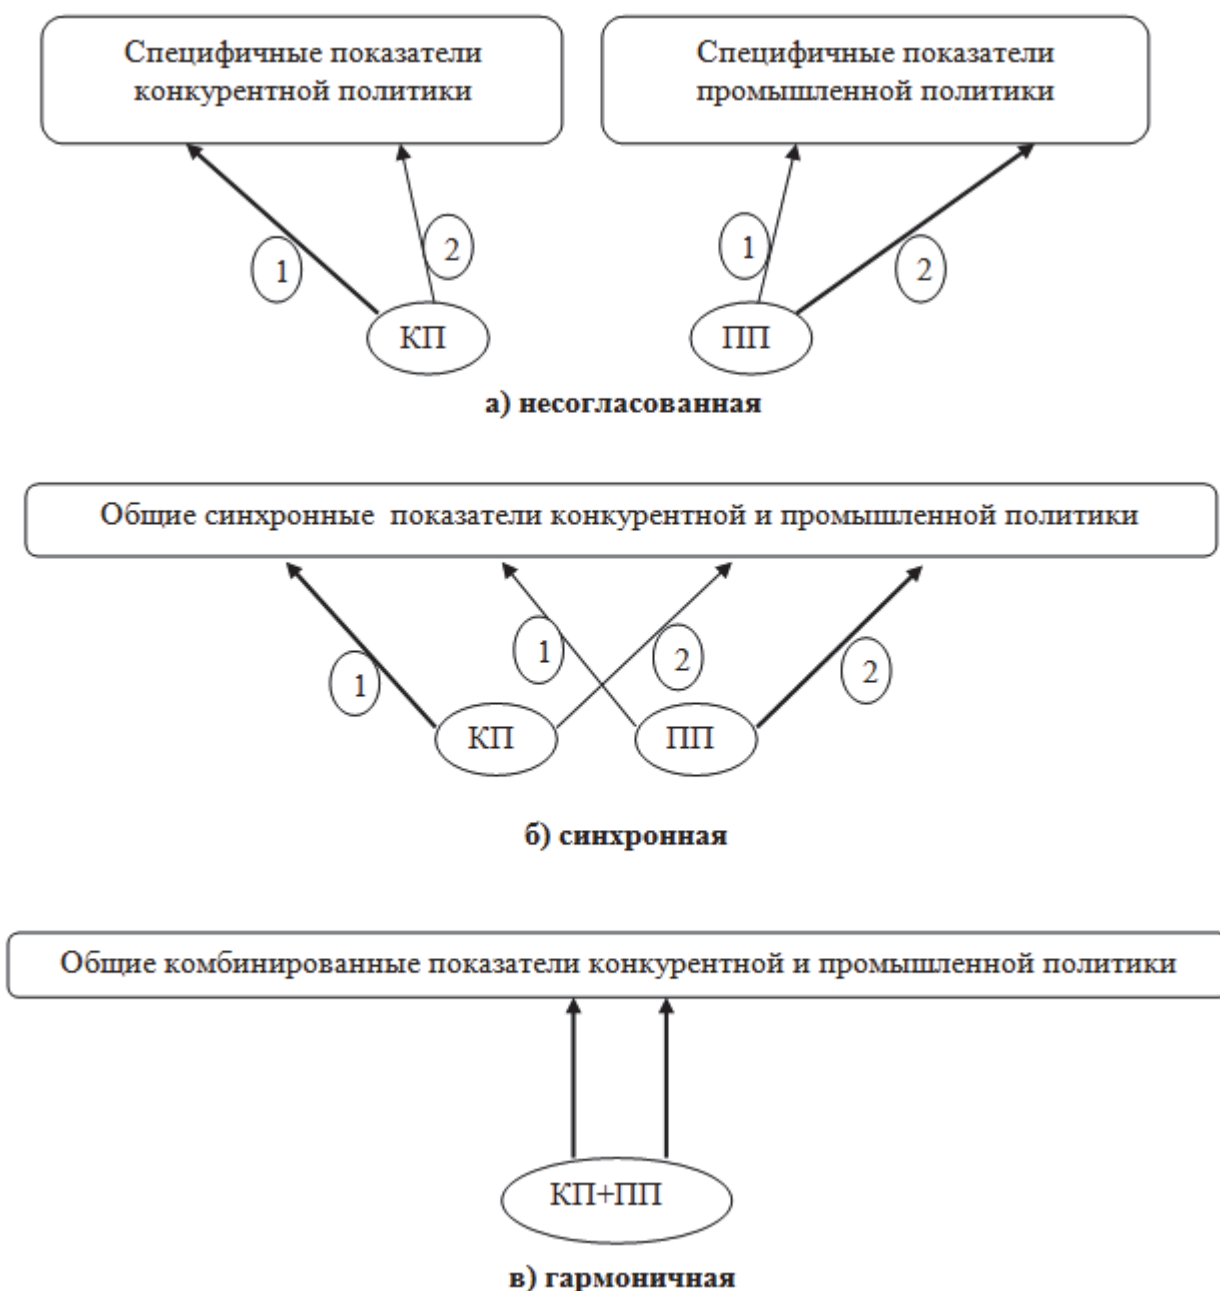 Специфичные показатели
конкурентной политики
Специфичные показатели
промышленной политики
1
2
1
2
КП
ПП
а) несогласованная
Общие синхронные показатели конкурентной и промышленной политики
1
1
2
2
КП
ПП
б) синхронная
Общие комбинированные показатели конкурентной и промышленной политики
КП+ПП
в) гармоничная